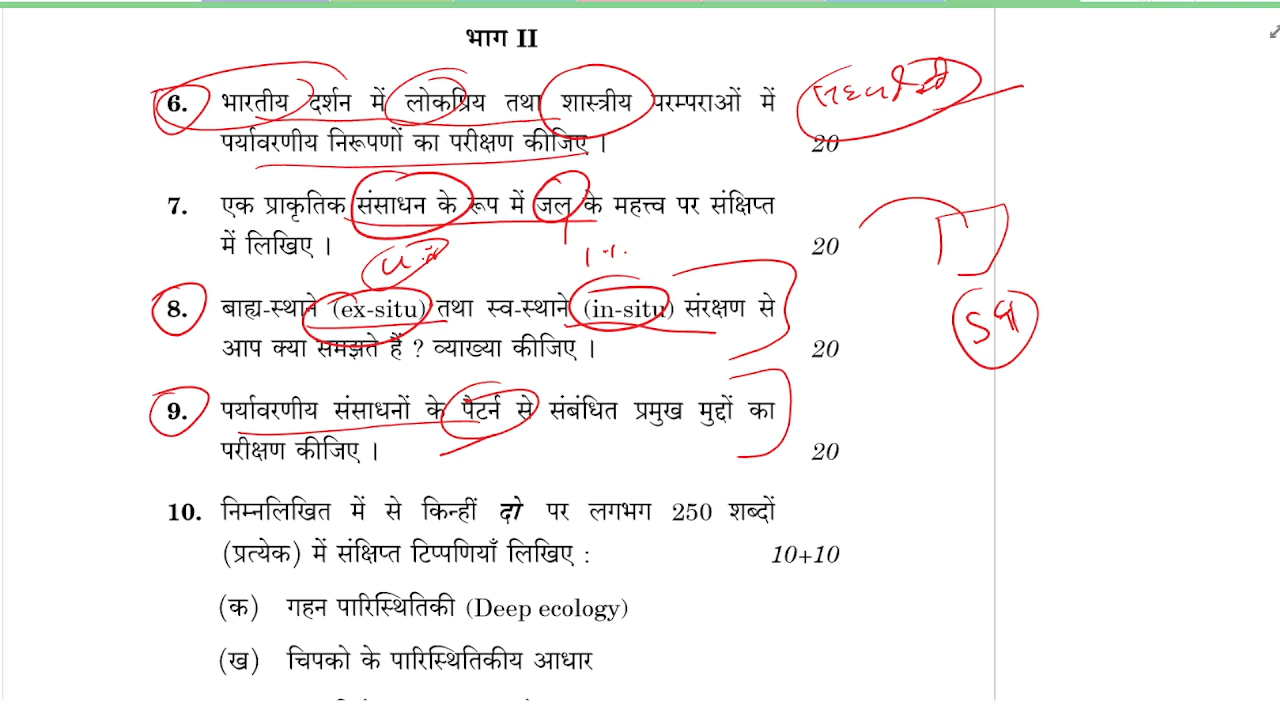 भाग II
6. भारतीय दर्शन में लोकप्रिय तथा शास्त्रीय परम्पराओं में
पर्यावरणीय निरूपणों का परीक्षण कीजिए । 20
7. एक प्राकृतिक संसाधन के रूप में जल के महत्त्व पर संक्षिप्त
में लिखिए । 20
8. बाह्य-स्थाने (ex-situ) तथा स्व-स्थाने (in-situ) संरक्षण से
आप क्या समझते हैं ? व्याख्या कीजिए । 20
9. पर्यावरणीय संसाधनों के पैटर्न से संबंधित प्रमुख मुद्दों का
परीक्षण कीजिए । 20
10. निम्नलिखित में से किन्हीं दो पर लगभग 250 शब्दों
(प्रत्येक) में संक्षिप्त टिप्पणियाँ लिखिए : 10+10
(क) गहन पारिस्थितिकी (Deep ecology)
(ख) चिपको के पारिस्थितिकीय आधार